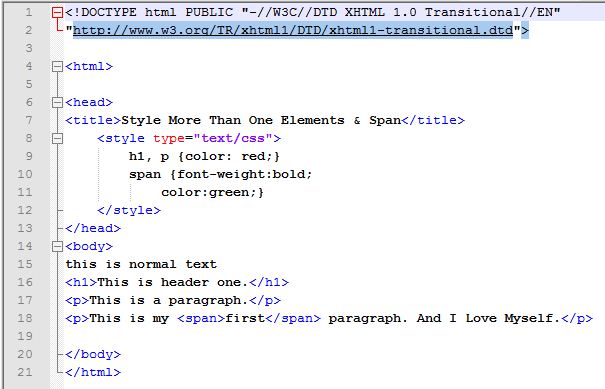 1 <!DOCTYPE html PUBLIC "-//W3C//DTD XHTML 1.0 Transitional//EN"
2 "http://www.w3.org/TR/xhtml1/DTD/xhtml1-transitional.dtd">
3
4 <html>
5
6 <head>
7 <title>Style More Than One Elements & Span</title>
8 <style type="text/css">
9 h1, p {color: red;}
10 span {font-weight:bold;
11 color:green;}
12 </style>
13 </head>
14 <body>
15 this is normal text
16 <h1>This is header one.</h1>
17 <p>This is a paragraph.</p>
18 <p>This is my <span>first</span> paragraph. And I Love Myself.</p>
19
20 </body>
21 </html>